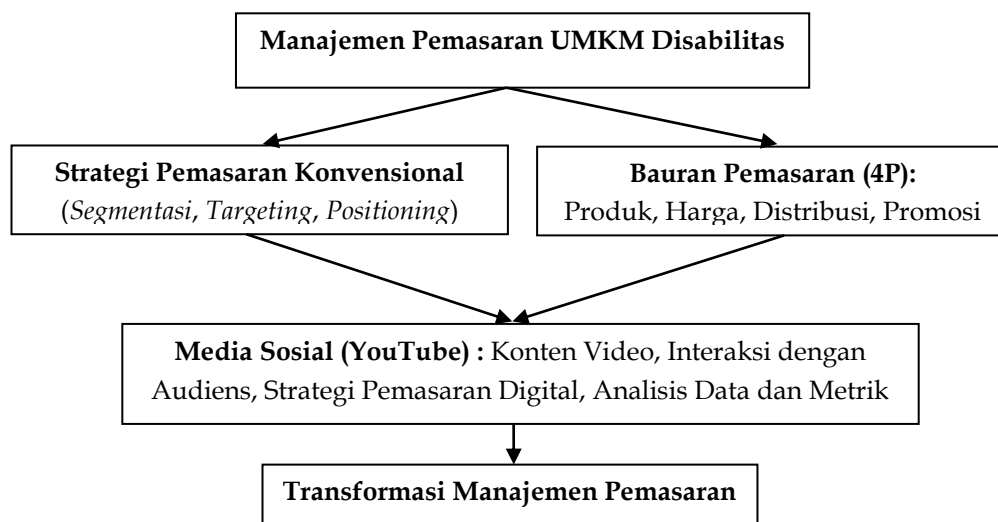 Manajemen Pemasaran UMKM Disabilitas
Strategi Pemasaran Konvensional
(Segmentasi, Targeting, Positioning)
Bauran Pemasaran (4P):
Produk, Harga, Distribusi, Promosi
Media Sosial (YouTube) : Konten Video, Interaksi dengan
Audiens, Strategi Pemasaran Digital, Analisis Data dan Metrik
Transformasi Manajemen Pemasaran